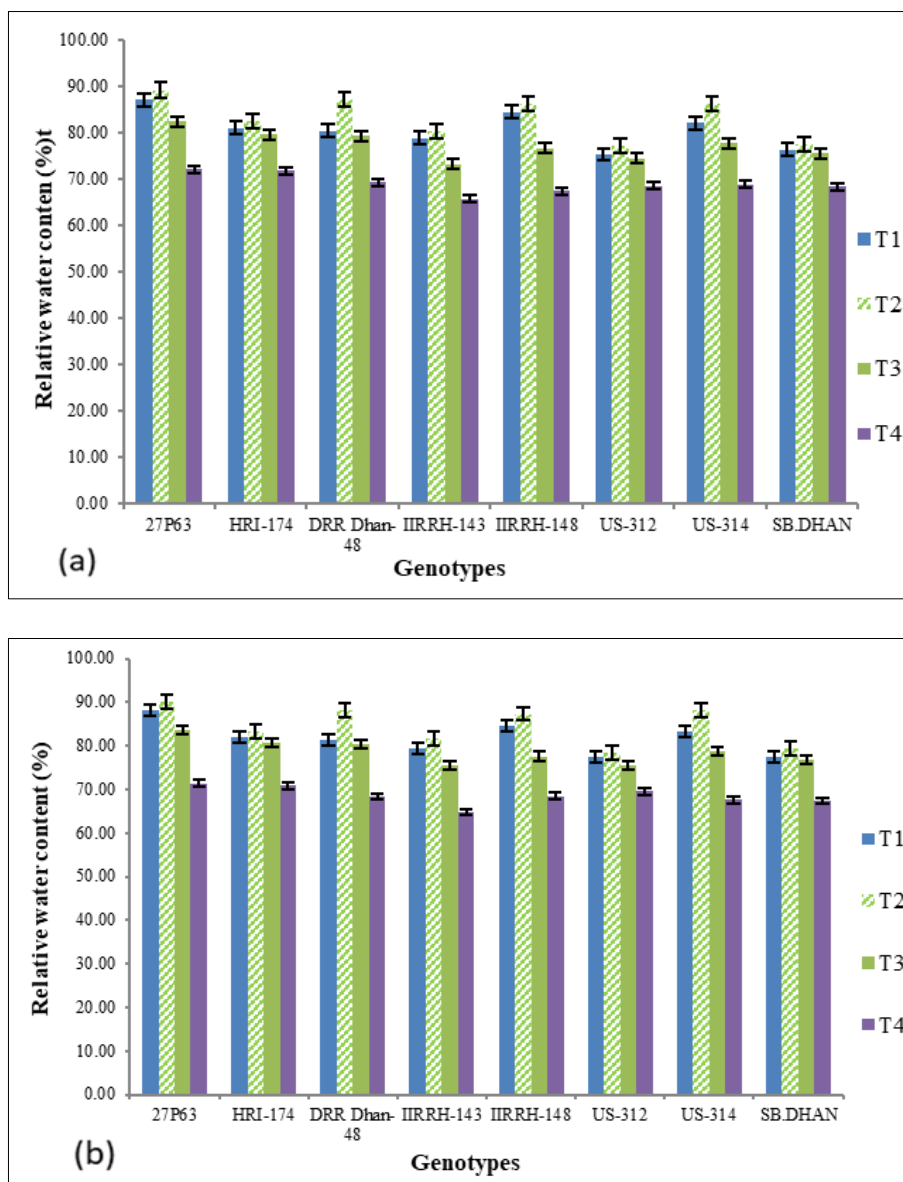 100.00
90.00
80.00
70.00
60.00
50.00
40.00
30.00
20.00
10.00
0.00
Relative water conten (%)t
27P63 HRI-174 DRR Dhan-48 IIRRH-143 IIRRH-148 US-312 US-314 SB.DHAN
Genotypes
T1
T2
T3
T4
(a)
100.00
90.00
80.00
70.00
60.00
50.00
40.00
30.00
20.00
10.00
0.00
Relative water content (%)
27P63 HRI-174 DRR Dhan-48 IIRRH-143 IIRRH-148 US-312 US-314 SB.DHAN
Genotypes
T1
T2
T3
T4
(b)